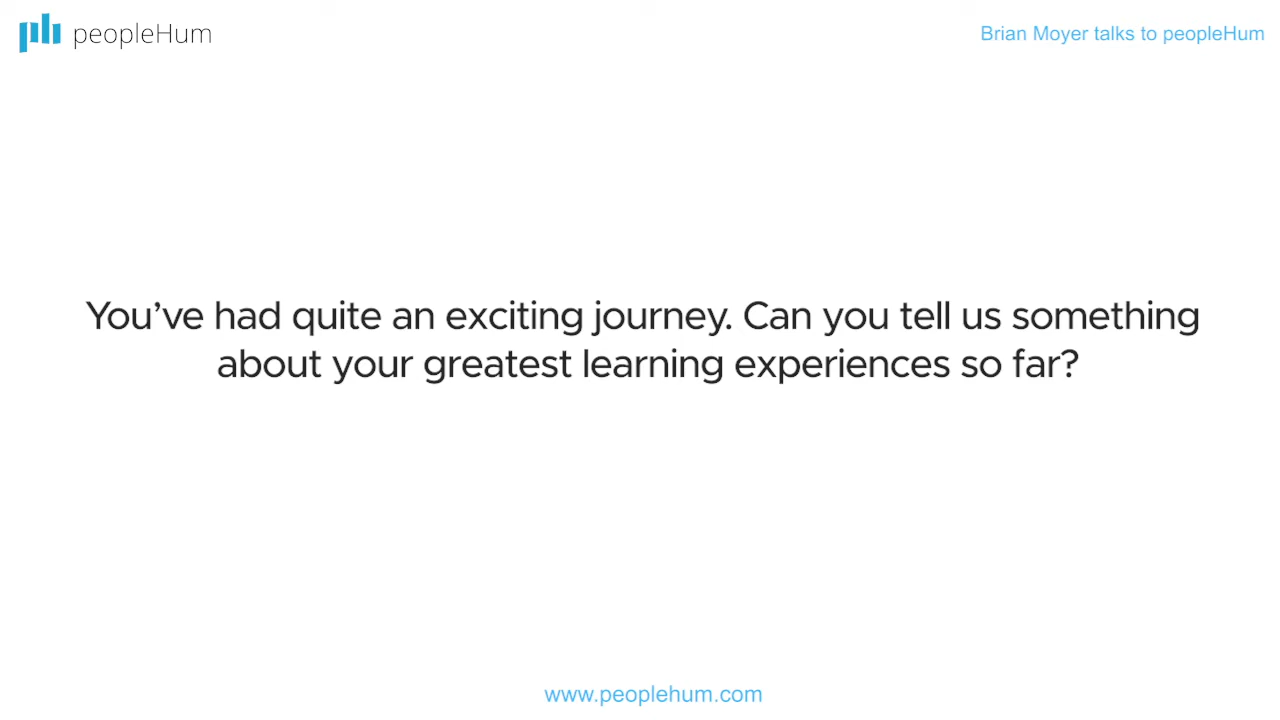 peopleHum
Brian Moyer talks to peopleHum
You’ve had quite an exciting journey. Can you tell us something
about your greatest learning experiences so far?
www.peoplehum.com